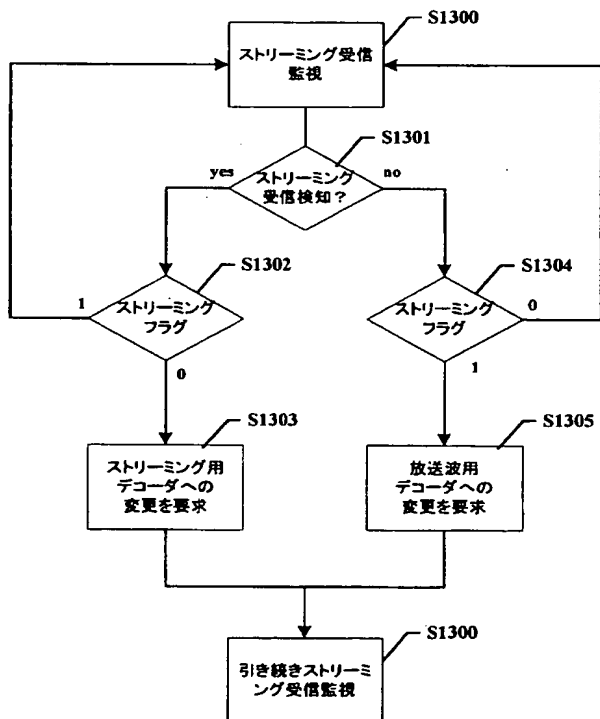 S1300
ストリーミング受信
監視
S1301
yes
ストリーミング
受信検知？
no
S1302
1
ストリーミング
フラグ
0
S1304
ストリーミング
フラグ
0
1
S1303
ストリーミング用
デコーダへの
変更を要求
S1305
放送波用
デコーダへの
変更を要求
S1300
引き続きストリーミ
ング受信監視